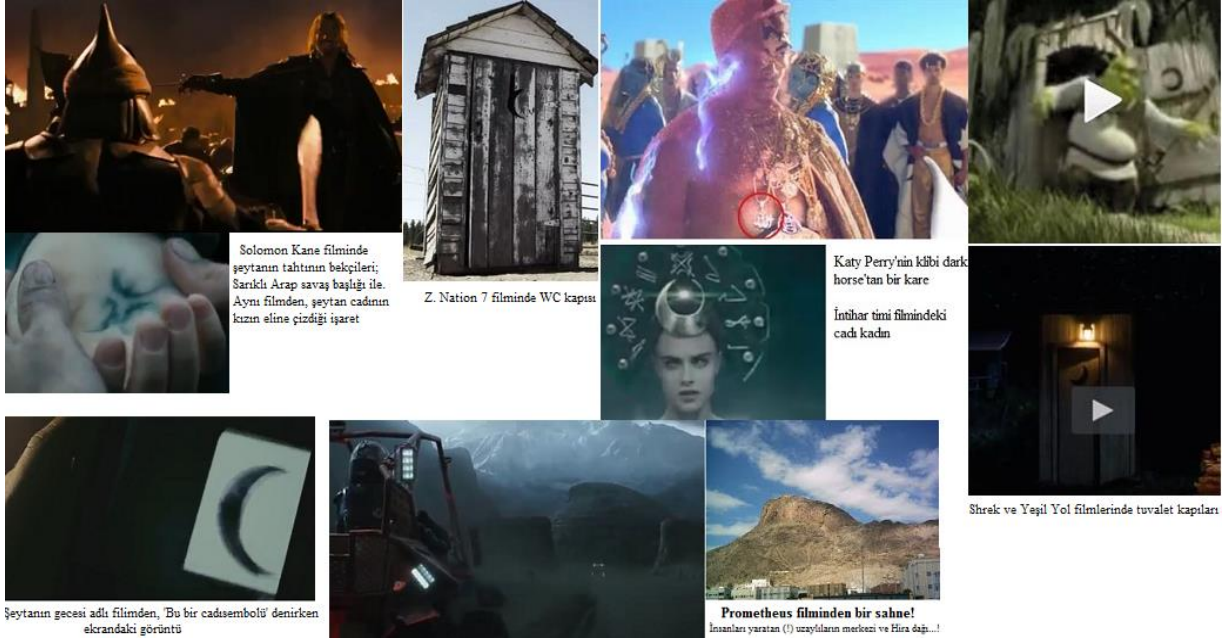 Solomon Kane filminde
şeytanın tahtının bekçileri;
Sarıklı Arap savaş başlığı ile.
Aynı filmden, şeytan cadının
kızın eline çizdiği işaret
Z. Nation 7 filminde WC kapısı
Katy Perry'nin klibi dark
horse'tan bir kare
İntihar timi filmindeki
cadı kadın
Shrek ve Yeşil Yol filmlerinde tuvalet kapıları
Şeytanın gecesi adlı filimden, 'Bu bir cadısembolü' denirken
ekrandaki görüntü
Prometheus filminden bir sahne!
İnsanları yaratan (!) uzaylıların merkezi ve Hira dağı...!